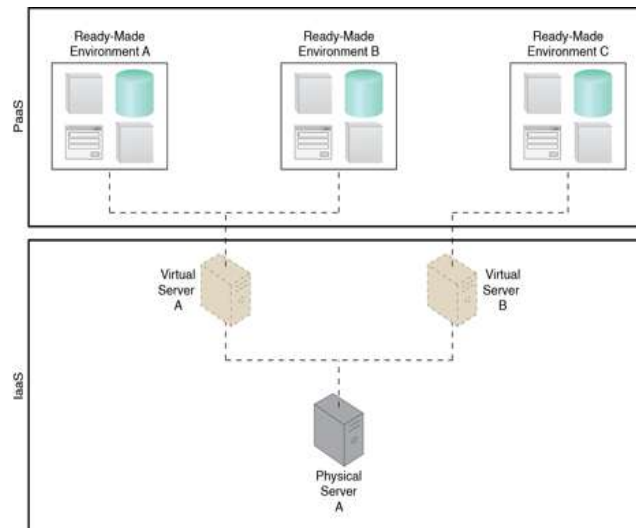 PaaS
Ready-Made
Environment A
Ready-Made
Environment B
Ready-Made
Environment C
IaaS
Virtual
Server
A
Virtual
Server
B
Physical
Server
A